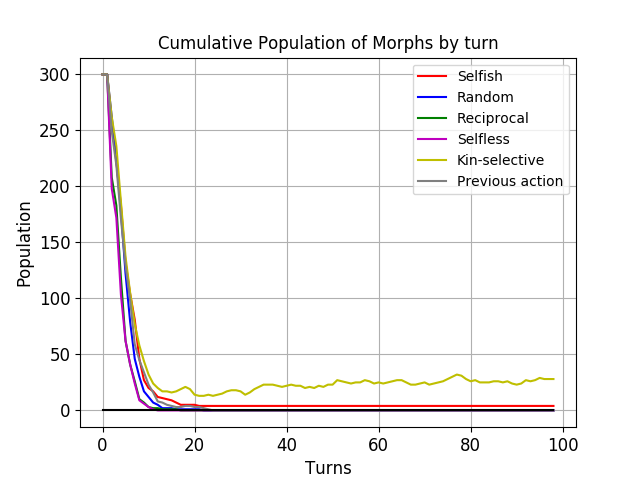 Cumulative Population of Morphs by turn
300
250
200
150
100
50
0
Population
Selfish
Random
Reciprocal
Selfless
Kin-selective
Previous action
0 20 40 60 80 100
Turns